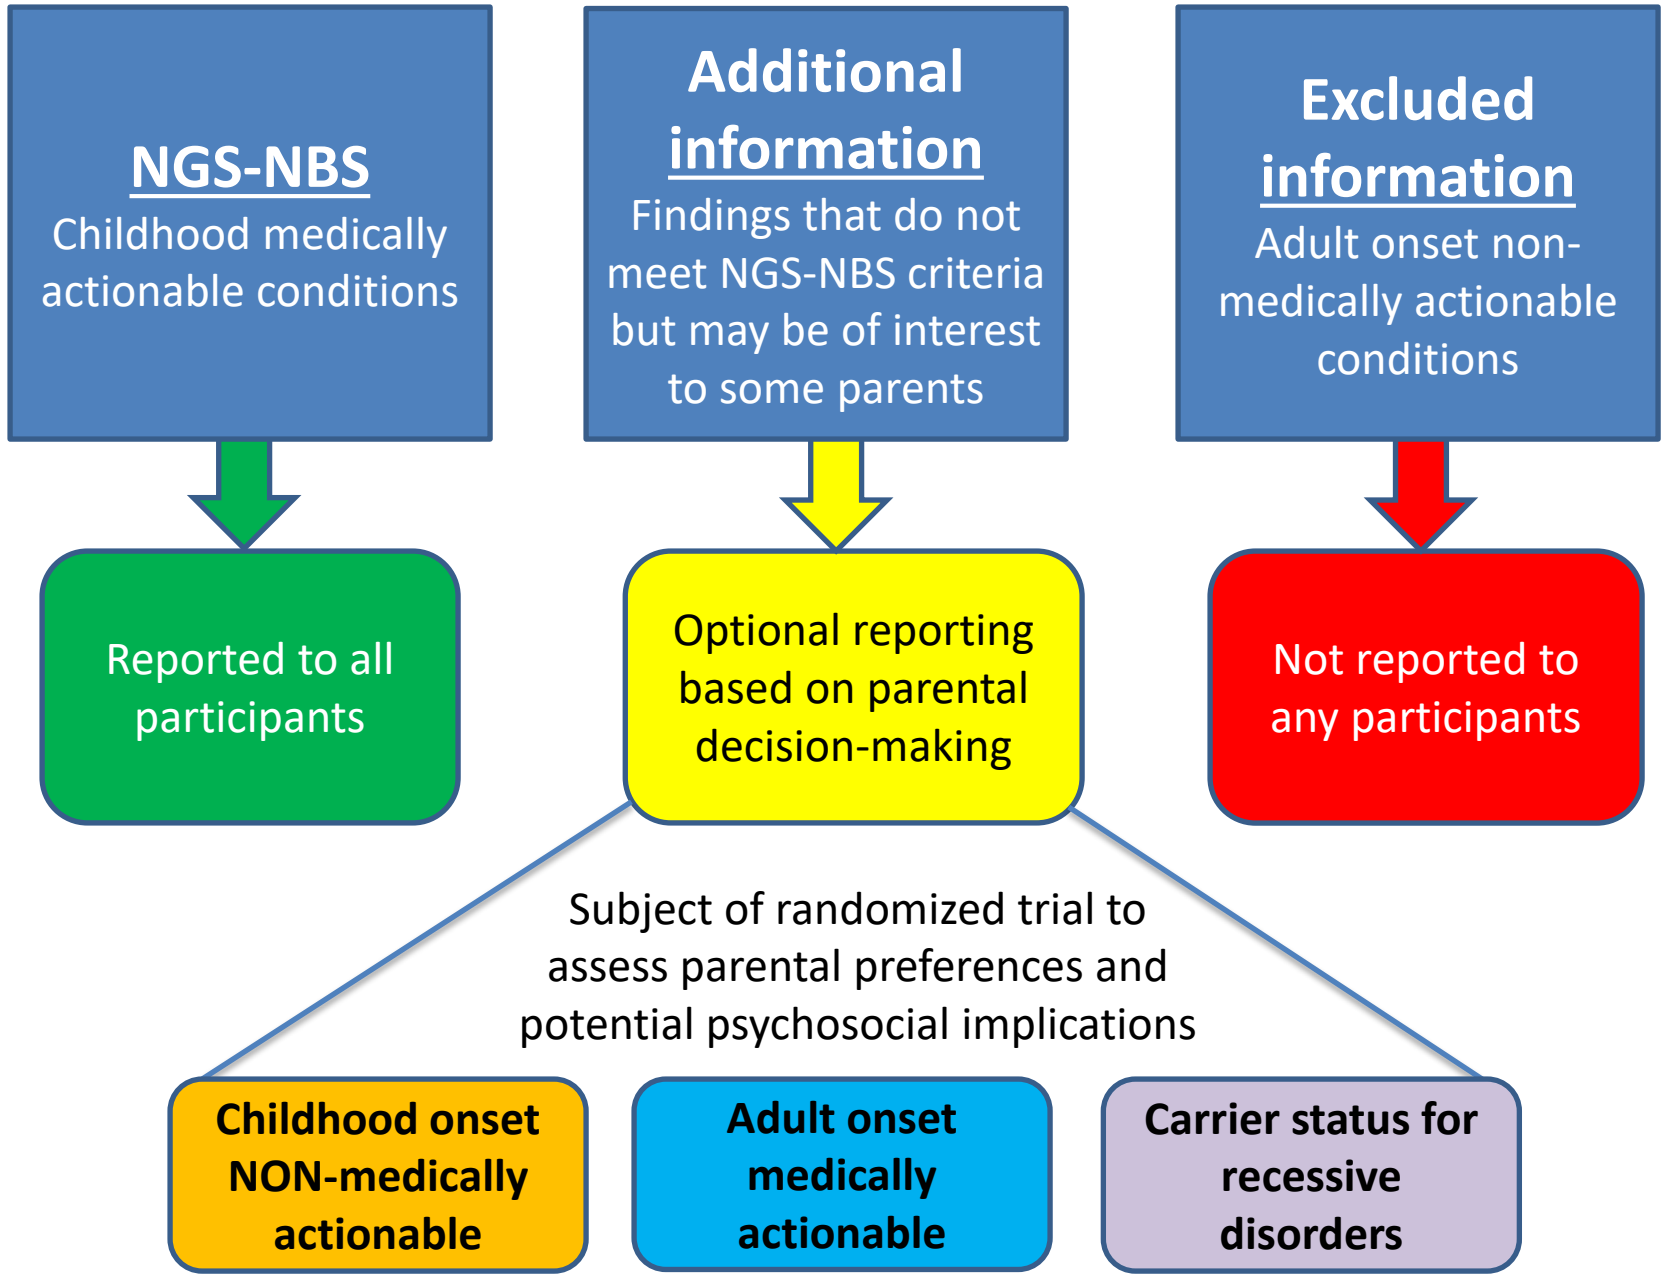 NGS-NBS
Childhood medically
actionable conditions
Additional
information
Findings that do not
meet NGS-NBS criteria
but may be of interest
to some parents
Excluded
information
Adult onset non-
medically actionable
conditions
Reported to all
participants
Optional reporting
based on parental
decision-making
Not reported to
any participants
Subject of randomized trial to
assess parental preferences and
potential psychosocial implications
Childhood onset
NON-medically
actionable
Adult onset
medically
actionable
Carrier status for
recessive
disorders